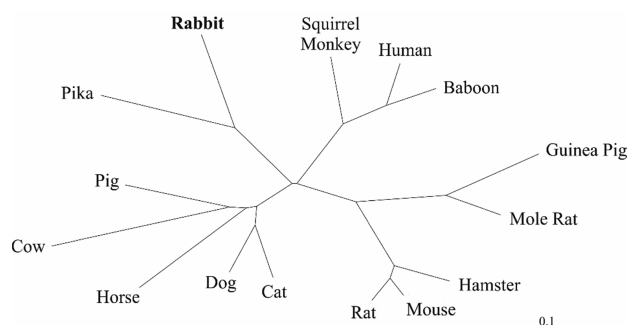 Rabbit
Squirrel
Monkey
Human
Baboon
Pika
Guinea Pig
Pig
Mole Rat
Cow
Dog
Cat
Hamster
Horse
Rat
Mouse
0.1